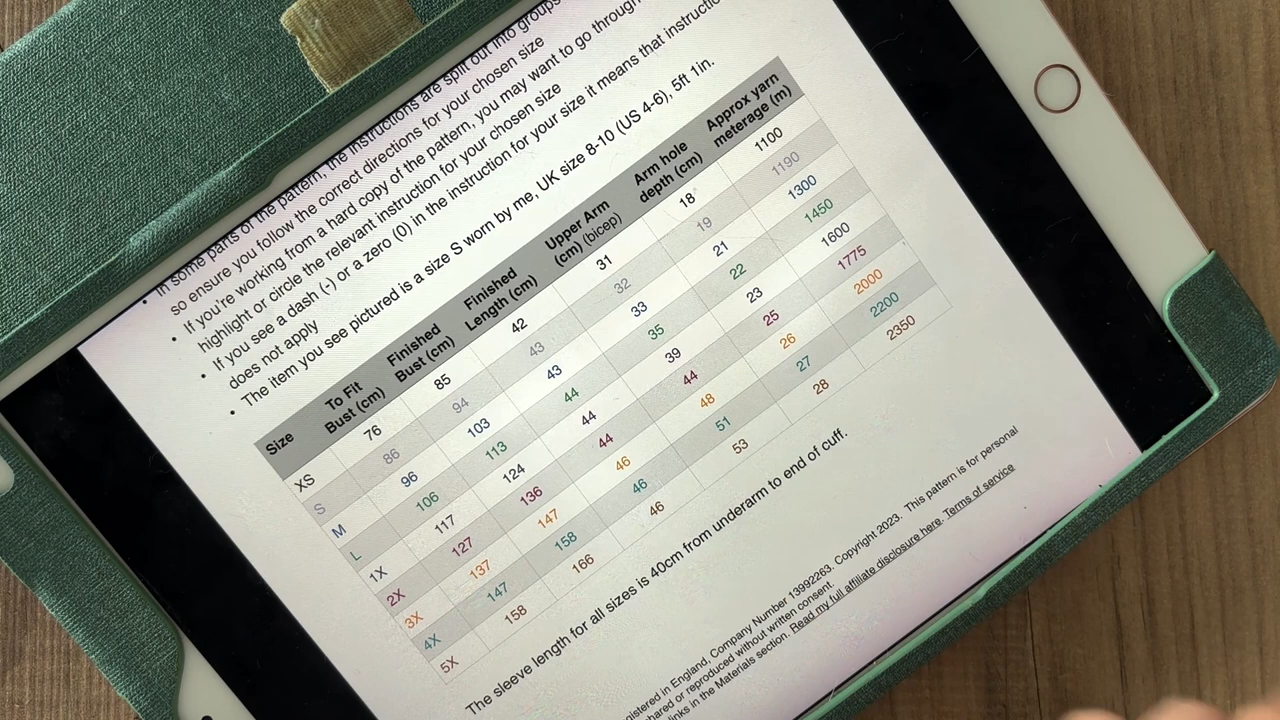 • In some parts of the pattern, the instructions are split out into groups
so ensure you follow the correct directions for your chosen size
• If you're working from a hard copy of the pattern, you may want to go through
highlight or circle the relevant instruction for your chosen size
• If you see a dash (-) or a zero (0) in the instruction for your size it means that instructio
does not apply
• The item you see pictured is a size S worn by me, UK size 8-10 (US 4-6), 5ft 1in.
Size To Fit Bust (cm) Finished Bust (cm) Finished Length (cm) Upper Arm (cm) (bicep) Arm hole depth (cm) Approx yarn meterage (m)
XS 76 85 42 31 18 1100
S 86 94 43 32 19 1190
M 96 103 43 33 21 1300
L 106 113 44 35 22 1450
1X 117 124 44 39 23 1600
2X 127 136 44 44 25 1775
3X 137 147 46 48 26 2000
4X 147 158 46 51 27 2200
5X 158 166 46 53 28 2350
The sleeve length for all sizes is 40cm from underarm to end of cuff.
gistered in England, Company Number 13992263. Copyright 2023. This pattern is for personal
hared or reproduced without written consent.
links in the Materials section. Read my full affiliate disclosure here. Terms of service